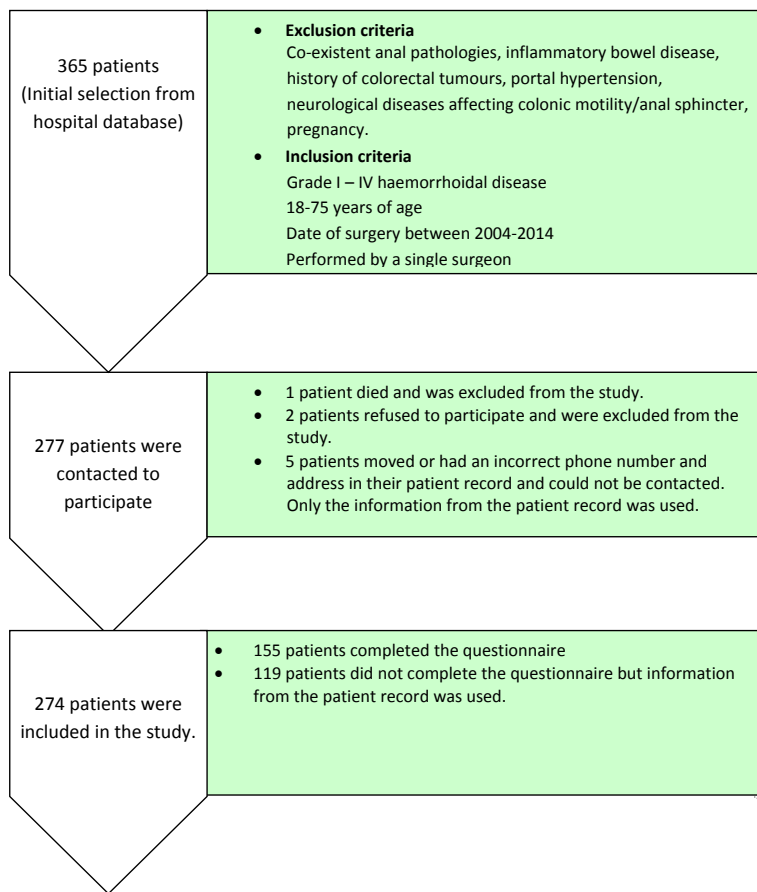 365 patients
(Initial selection from
hospital database)
• Exclusion criteria
Co-existent anal pathologies, inflammatory bowel disease,
history of colorectal tumours, portal hypertension,
neurological diseases affecting colonic motility/anal sphincter,
pregnancy.
• Inclusion criteria
Grade I – IV haemorrhoidal disease
18-75 years of age
Date of surgery between 2004-2014
Performed by a single surgeon
277 patients were
contacted to
participate
• 1 patient died and was excluded from the study.
• 2 patients refused to participate and were excluded from the
study.
• 5 patients moved or had an incorrect phone number and
address in their patient record and could not be contacted.
Only the information from the patient record was used.
274 patients were
included in the study.
• 155 patients completed the questionnaire
• 119 patients did not complete the questionnaire but information
from the patient record was used.